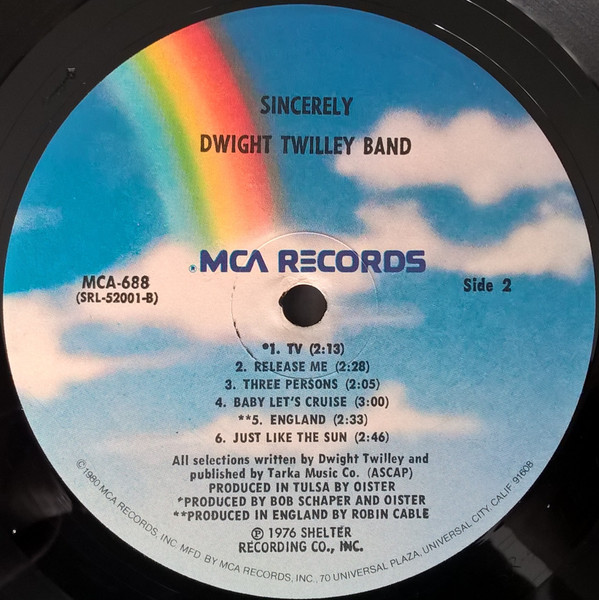 SINCERELY
DWIGHT TWILLEY BAND
®MCA RECORDS
MCA-688
(SRL-52001-B)
Side 2
*1. TV (2:13)
2. RELEASE ME (2:28)
3. THREE PERSONS (2:05)
4. BABY LET'S CRUISE (3:00)
**5. ENGLAND (2:33)
6. JUST LIKE THE SUN (2:46)
All selections written by Dwight Twilley and
published by Tarka Music Co. (ASCAP)
PRODUCED IN TULSA BY OISTER
*PRODUCED BY BOB SCHAPER AND OISTER
**PRODUCED IN ENGLAND BY ROBIN CABLE
℗ 1976 SHELTER
RECORDING CO., INC.
©1980 MCA RECORDS, INC. MFD. BY MCA RECORDS, INC., 70 UNIVERSAL PLAZA, UNIVERSAL CITY, CALIF. 91608